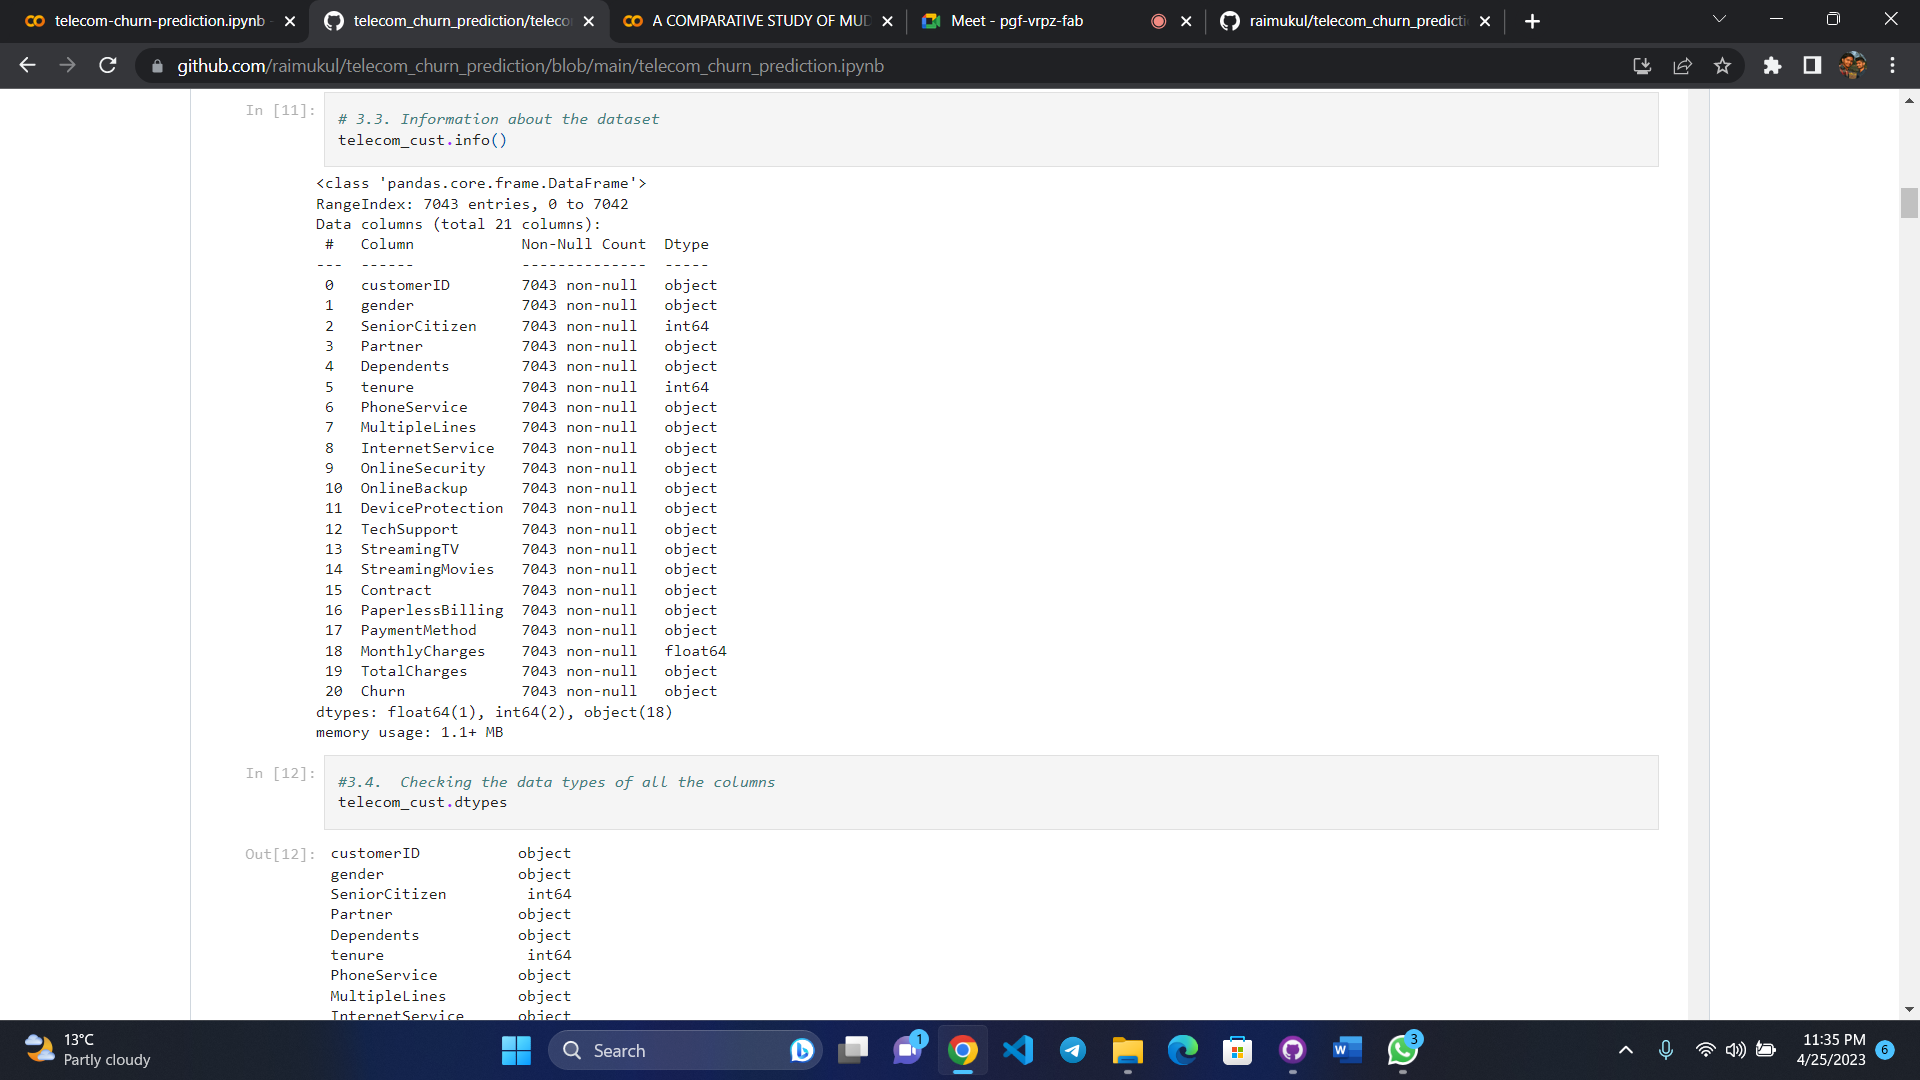 telecom-churn-prediction.ipynb
telecom_churn_prediction/teleco
A COMPARATIVE STUDY OF MUD
Meet - pgf-vrpz-fab
raimukul/telecom_churn_predicti
github.com/raimukul/telecom_churn_prediction/blob/main/telecom_churn_prediction.ipynb
In [11]:
# 3.3. Information about the dataset
telecom_cust.info()
<class 'pandas.core.frame.DataFrame'>
RangeIndex: 7043 entries, 0 to 7042
Data columns (total 21 columns):
 #   Column            Non-Null Count  Dtype
---  ------            --------------  -----
 0   customerID        7043 non-null   object
 1   gender            7043 non-null   object
 2   SeniorCitizen     7043 non-null   int64
 3   Partner           7043 non-null   object
 4   Dependents        7043 non-null   object
 5   tenure            7043 non-null   int64
 6   PhoneService      7043 non-null   object
 7   MultipleLines     7043 non-null   object
 8   InternetService   7043 non-null   object
 9   OnlineSecurity    7043 non-null   object
 10  OnlineBackup      7043 non-null   object
 11  DeviceProtection  7043 non-null   object
 12  TechSupport       7043 non-null   object
 13  StreamingTV       7043 non-null   object
 14  StreamingMovies   7043 non-null   object
 15  Contract          7043 non-null   object
 16  PaperlessBilling  7043 non-null   object
 17  PaymentMethod     7043 non-null   object
 18  MonthlyCharges    7043 non-null   float64
 19  TotalCharges      7043 non-null   object
 20  Churn             7043 non-null   object
dtypes: float64(1), int64(2), object(18)
memory usage: 1.1+ MB
In [12]:
#3.4.  Checking the data types of all the columns
telecom_cust.dtypes
Out[12]:
customerID           object
gender               object
SeniorCitizen         int64
Partner              object
Dependents           object
tenure                int64
PhoneService         object
MultipleLines        object
InternetService      object
13°C
Partly cloudy
Search
1
3
11:35 PM
4/25/2023
6